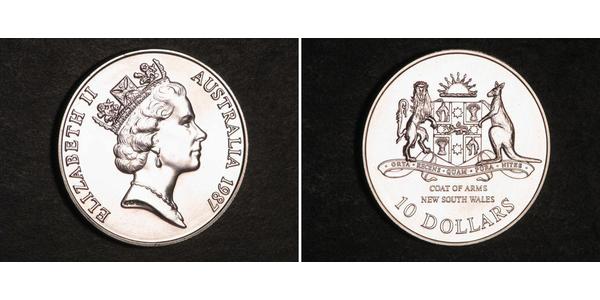 ELIZABETH II
AUSTRALIA 1987
ORTA · RECENS · QUAM · PURA · NITES
COAT OF ARMS
NEW SOUTH WALES
10 DOLLARS